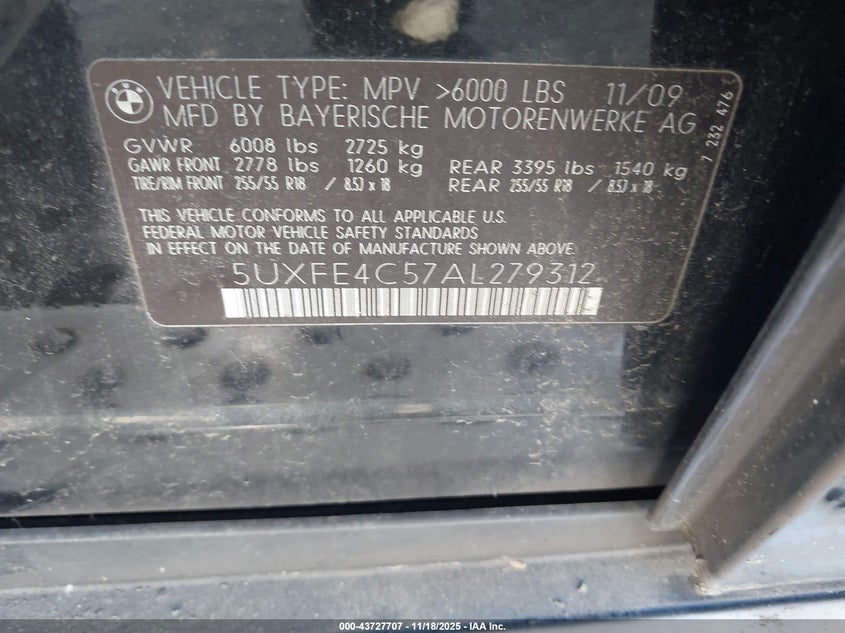 BMW
VEHICLE TYPE: MPV >6000 LBS 11/09
MFD BY BAYERISCHE MOTORENWERKE AG
GVWR 6008 lbs 2725 kg
GAWR FRONT 2778 lbs 1260 kg REAR 3395 lbs 1540 kg
TIRE/RIM FRONT 255/55 R18 / 8.5J x 18 REAR 255/55 R18 / 8.5J x 18
7 232 476
THIS VEHICLE CONFORMS TO ALL APPLICABLE U.S.
FEDERAL MOTOR VEHICLE SAFETY STANDARDS
IN EFFECT ON THE DATE OF MANUFACTURE SHOWN ABOVE.
5UXFE4C57AL279312
000-43727707 - 11/18/2025 - IAA Inc.